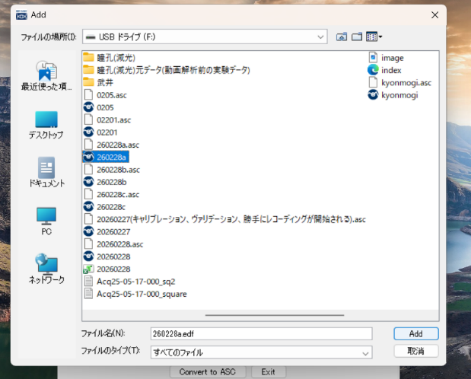 Add
ファイルの場所(I):
USB ドライブ (F:)
最近使った項...
デスクトップ
ドキュメント
PC
ネットワーク
瞳孔(減光)
瞳孔(減光)元データ(動画解析前の実験データ)
武井
0205.asc
0205
02201.asc
02201
260228a.asc
260228a
260228b.asc
260228b
260228c.asc
260228c
20260227(キャリブレーション、ヴァリデーション、勝手にレコーディングが開始される).asc
20260227
20260228.asc
20260228
20260228
Acq25-05-17-000_sq2
Acq25-05-17-000_square
image
index
kyonmogi.asc
kyonmogi
ファイル名(N):
260228a.edf
Add
ファイルのタイプ(T):
すべてのファイル
取消
Convert to ASC
Exit